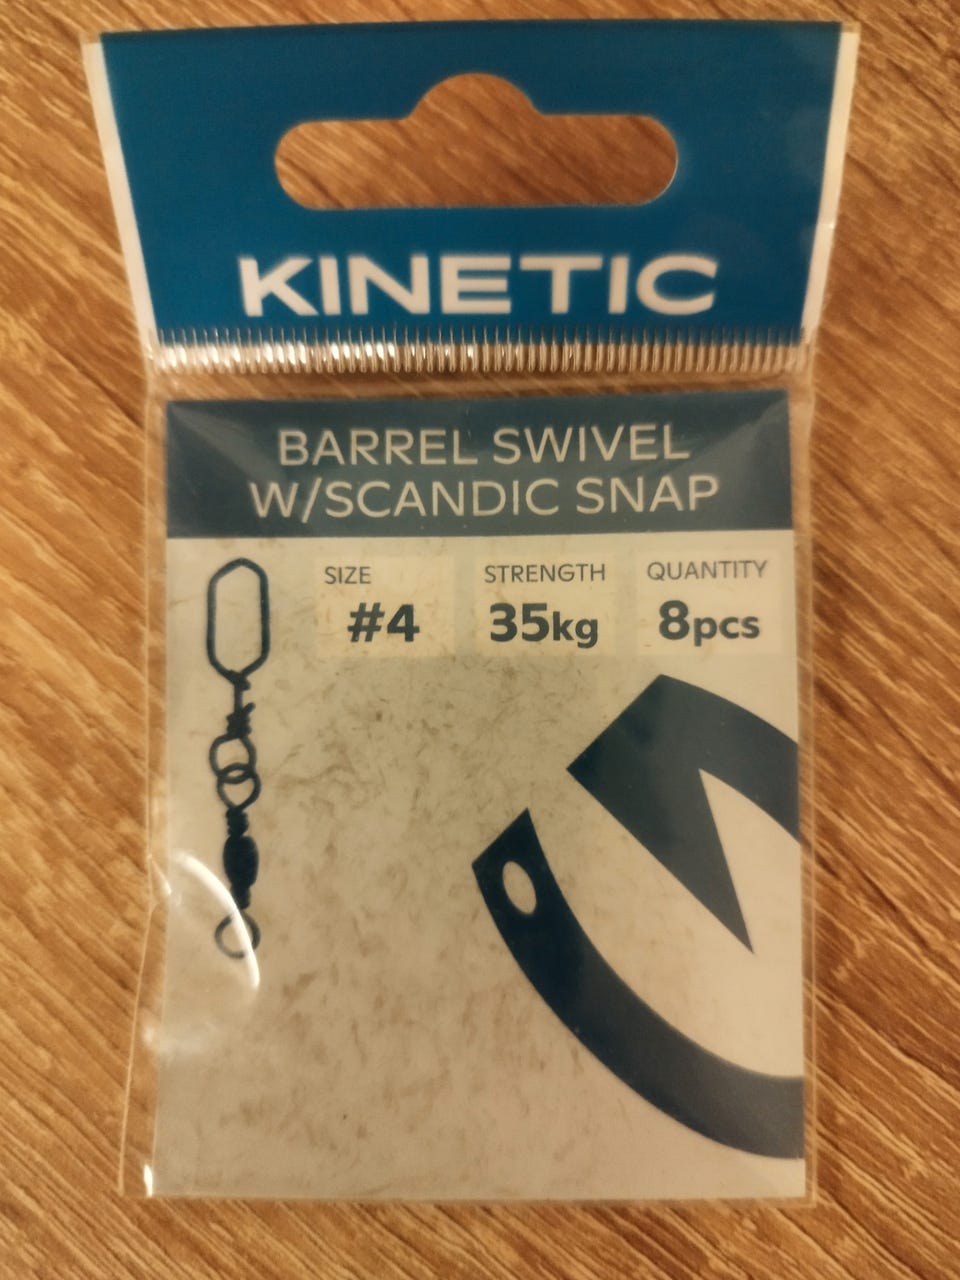 KINETIC
BARREL SWIVEL
W/SCANDIC SNAP
SIZE STRENGTH QUANTITY
#4 35kg 8pcs